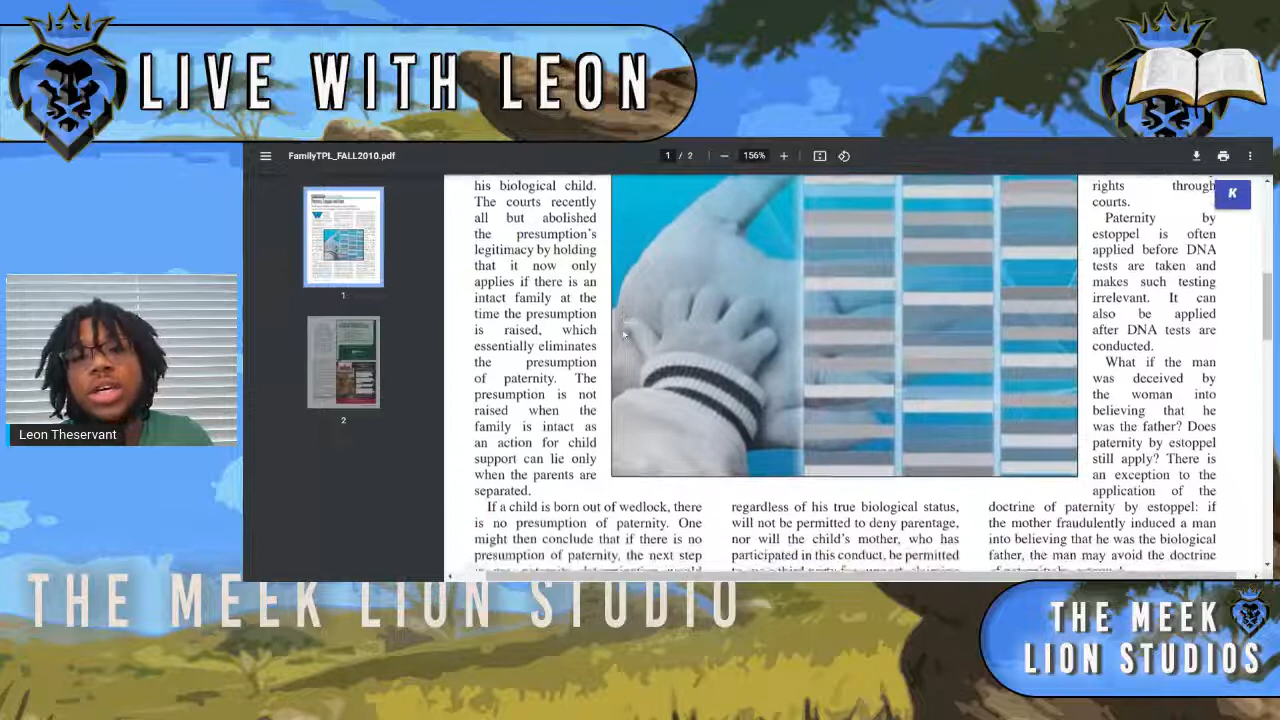 LIVE WITH LEON
FamilyTPL_FALL2010.pdf
1 / 2
156%
K
1
2
his biological child.
The courts recently
all but abolished
the presumption's
legitimacy by holding
that it now only
applies if there is an
intact family at the
time the presumption
is raised, which
essentially eliminates
the presumption
of paternity. The
presumption is not
raised when the
family is intact as
an action for child
support can lie only
when the parents are
separated.
If a child is born out of wedlock, there
is no presumption of paternity. One
might then conclude that if there is no
presumption of paternity, the next step
regardless of his true biological status,
will not be permitted to deny parentage,
nor will the child's mother, who has
participated in this conduct, be permitted
rights through
courts.
Paternity by
estoppel is often
applied before DNA
tests are taken and
makes such testing
irrelevant. It can
also be applied
after DNA tests are
conducted.
What if the man
was deceived by
the woman into
believing that he
was the father? Does
paternity by estoppel
still apply? There is
an exception to the
application of the
doctrine of paternity by estoppel: if
the mother fraudulently induced a man
into believing that he was the biological
father, the man may avoid the doctrine
Leon Theservant
THE MEEK LION STUDIO
THE MEEK
LION STUDIOS